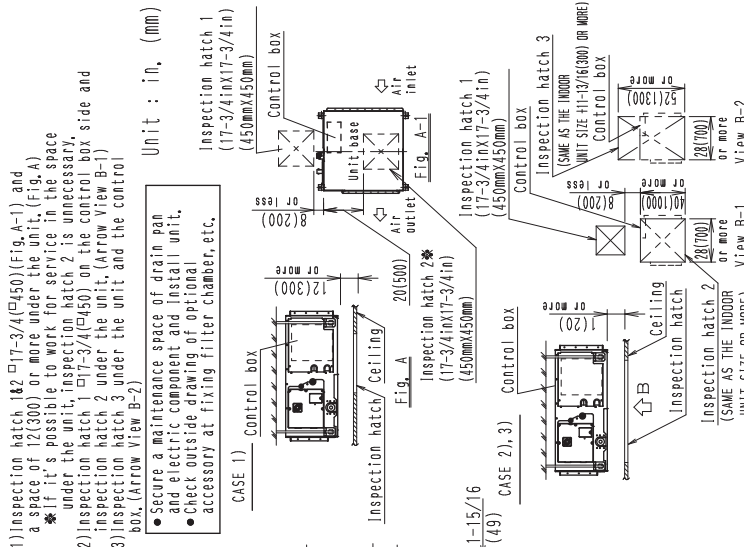 1)Inspection hatch 1&2 □17-3/4(□450)(Fig. A-1) and
a space of 12(300) or more under the unit. (Fig. A)
※If it's possible to work for service in the space
under the unit, inspection hatch 2 is unnecessary.
2)Inspection hatch 1 □17-3/4(□450) on the control box side and
inspection hatch 2 under the unit. (Arrow View B-1)
3)Inspection hatch 3 under the unit and the control
box. (Arrow View B-2)
Unit : in. (mm)
● Secure a maintenance space of drain pan
and electric component and Install unit.
● Check outside drawing of optional
accessory at fixing filter chamber,etc.
CASE 1)
Control box
12(300)
or more
Inspection hatch
Ceiling
Fig. A
Inspection hatch 1
(17-3/4inX17-3/4in)
(450mmX450mm)
Control box
8(200)
or less
20(500)
Unit base
Air
outlet
Air
inlet
Fig. A-1
Inspection hatch 2※
(17-3/4inX17-3/4in)
(450mmX450mm)
1-15/16
(49)
CASE 2),3)
Control box
1(20)
or more
B
Ceiling
Inspection hatch
Inspection hatch 2
(SAME AS THE INDOOR
UNIT SIZE OR MORE)
Inspection hatch 1
(17-3/4inX17-3/4in)
(450mmX450mm)
Control box
8(200)
or less
40(1000)
or more
28(700)
or more
View B-1
Inspection hatch 3
(SAME AS THE INDOOR
UNIT SIZE +11-13/16(300) OR MORE)
Control box
52(1300)
or more
28(700)
or more
View B-2